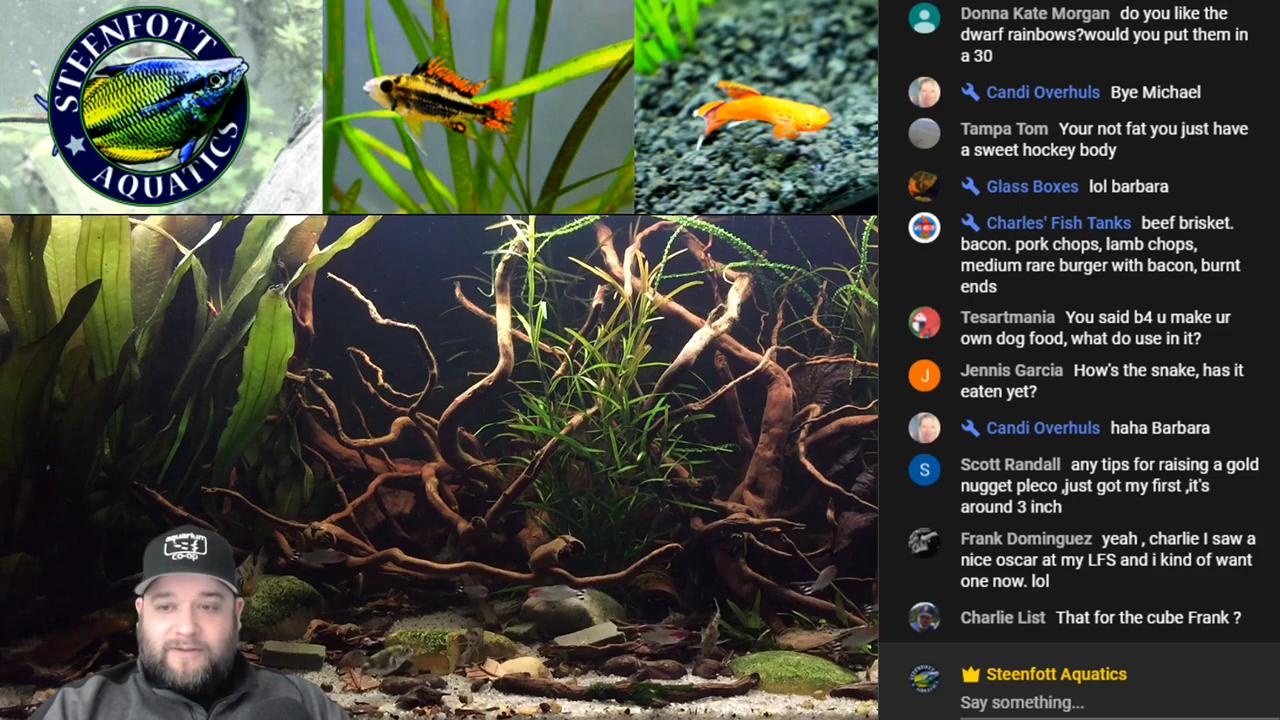 STEENFOTT
AQUATICS
aquarium
co-op
Donna Kate Morgan do you like the
dwarf rainbows?would you put them in
a 30
Candi Overhuls Bye Michael
Tampa Tom Your not fat you just have
a sweet hockey body
Glass Boxes lol barbara
Charles' Fish Tanks beef brisket.
bacon. pork chops, lamb chops,
medium rare burger with bacon, burnt
ends
Tesartmania You said b4 u make ur
own dog food, what do use in it?
J
Jennis Garcia How's the snake, has it
eaten yet?
Candi Overhuls haha Barbara
S
Scott Randall any tips for raising a gold
nugget pleco ,just got my first ,it's
around 3 inch
Frank Dominguez yeah , charlie I saw a
nice oscar at my LFS and i kind of want
one now. lol
Charlie List That for the cube Frank ?
Steenfott Aquatics
Say something...